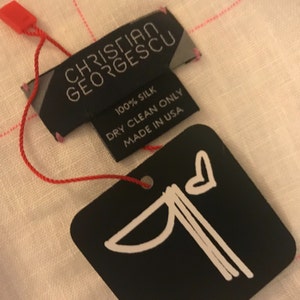 CHRISTIAN
GEORGESCU
100% SILK
DRY CLEAN ONLY
MADE IN USA